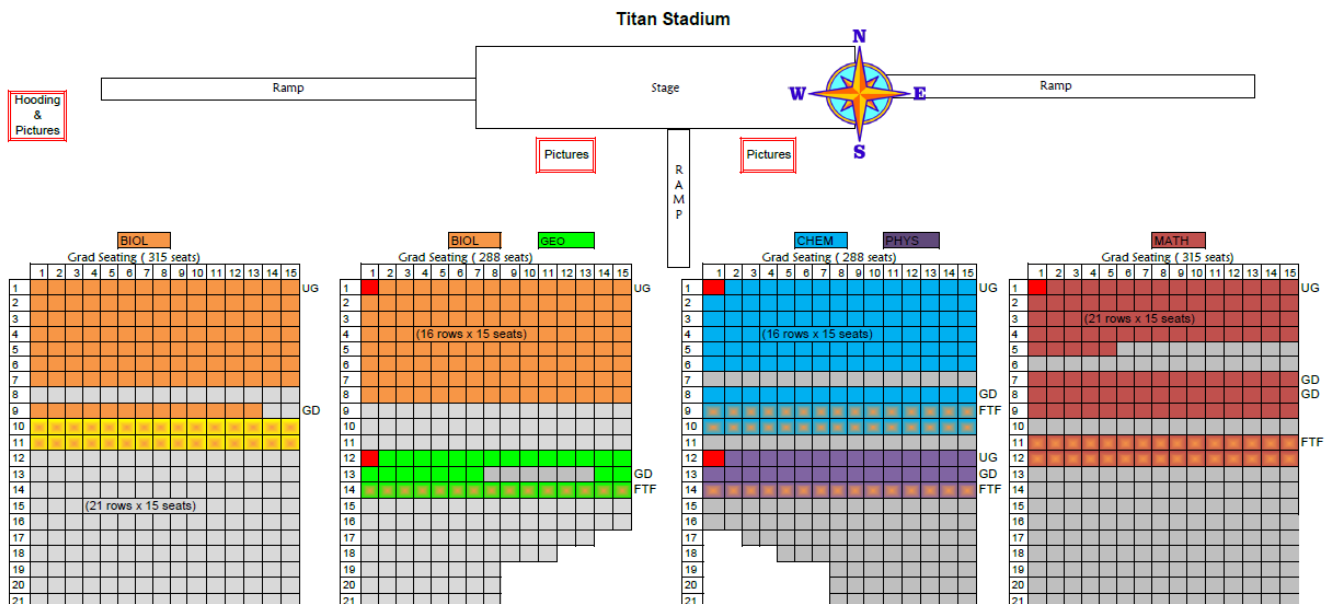 Titan Stadium
N
Ramp
Stage
W
E
Ramp
Hooding
&
Pictures
S
Pictures
Pictures
R
A
M
P
BIOL
BIOL
GEO
CHEM
PHYS
MATH
Grad Seating ( 315 seats)
Grad Seating ( 288 seats)
Grad Seating ( 288 seats)
Grad Seating ( 315 seats)
1 2 3 4 5 6 7 8 9 10 11 12 13 14 15
1 2 3 4 5 6 7 8 9 10 11 12 13 14 15
1 2 3 4 5 6 7 8 9 10 11 12 13 14 15
1 2 3 4 5 6 7 8 9 10 11 12 13 14 15
1 UG 1 UG 1 UG 1 UG
2 2 2 2
3 3 3 3 (21 rows x 15 seats)
4 4 (16 rows x 15 seats) 4 (16 rows x 15 seats) 4
5 5 5 5
6 6 6 6
7 7 7 7 GD
8 8 8 GD 8 GD
9 GD 9 9 FTF 9
10 10 10
11 11 11 11 FTF
12 12 12 UG 12
13 13 GD 13 GD 13
14 14 FTF 14 FTF 14
15 (21 rows x 15 seats) 15 15 15
16 16 16 16
17 17 17 17
18 18 18 18
19 19 19 19
20 20 20 20
21 21 21 21